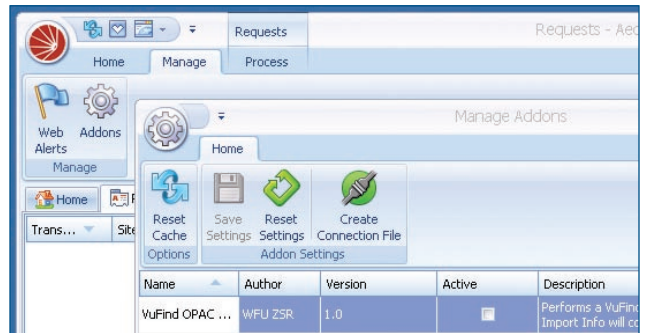 Requests
Requests - Aeo
Home Manage Process
Web Alerts
Addons
Manage
Manage Addons
Home
Reset Cache
Save Settings
Reset Settings
Create Connection File
Options
Addon Settings
Home
Trans... Site
Name Author Version Active Description
VuFind OPAC ... WFU ZSR 1.0 Performs a VuFind
Import Info will co